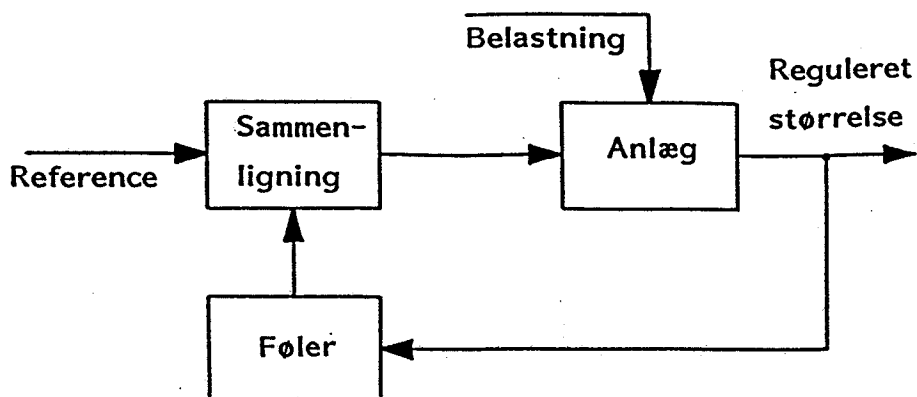 Belastning
Reguleret
størrelse
Sammen-
ligning
Anlæg
Reference
Føler